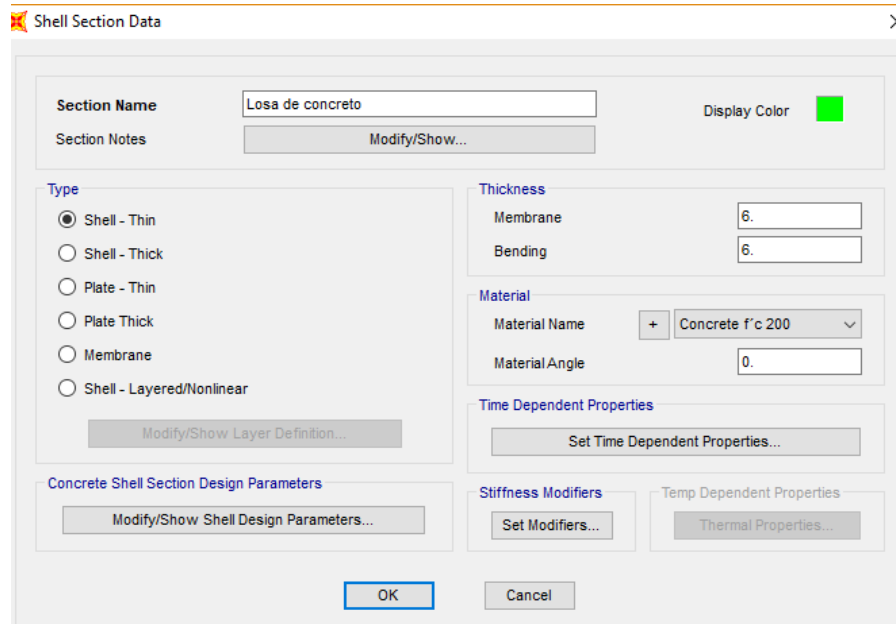 Shell Section Data
Section Name
Losa de concreto
Display Color
Section Notes
Modify/Show...
Type
Shell - Thin
Shell - Thick
Plate - Thin
Plate Thick
Membrane
Shell - Layered/Nonlinear
Modify/Show Layer Definition...
Thickness
Membrane
6.
Bending
6.
Material
Material Name
+
Concrete f´c 200
Material Angle
0.
Time Dependent Properties
Set Time Dependent Properties...
Concrete Shell Section Design Parameters
Modify/Show Shell Design Parameters...
Stiffness Modifiers
Set Modifiers...
Temp Dependent Properties
Thermal Properties...
OK
Cancel